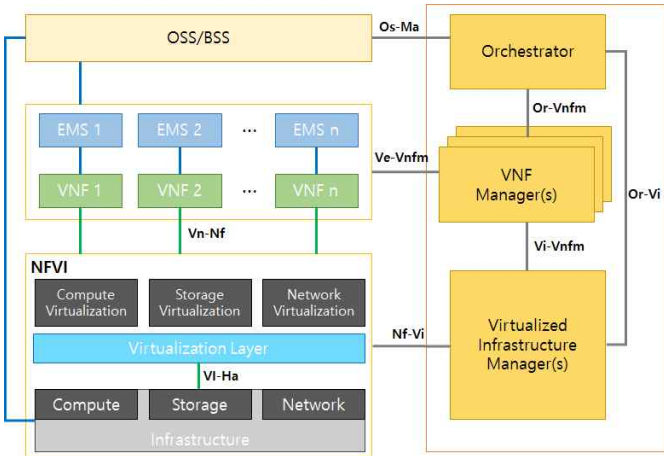 OSS/BSS
Os-Ma
Orchestrator
Or-Vnfm
EMS 1
EMS 2
...
EMS n
Ve-Vnfm
VNF 1
VNF 2
...
VNF n
VNF
Manager(s)
Or-Vi
Vn-Nf
Vi-Vnfm
NFVI
Compute
Virtualization
Storage
Virtualization
Network
Virtualization
Virtualization Layer
Nf-Vi
Virtualized
Infrastructure
Manager(s)
VI-Ha
Compute
Storage
Network
Infrastructure